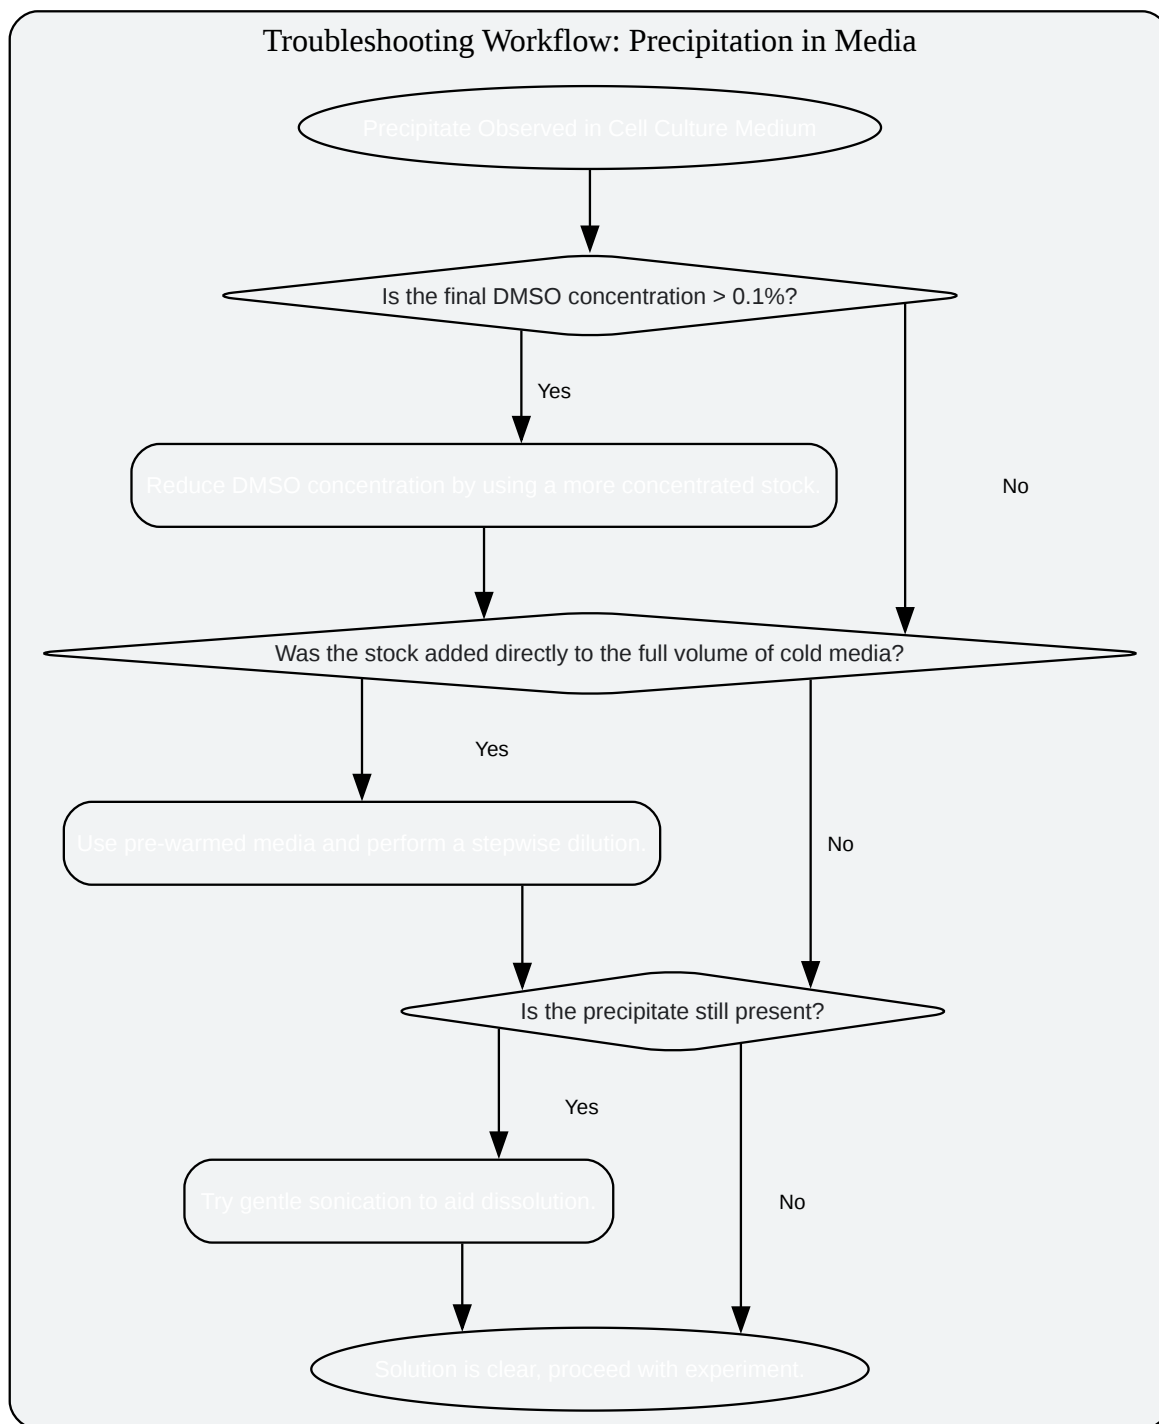 Troubleshooting Workflow: Precipitation in Media
Precipitate Observed in Cell Culture Medium
Is the final DMSO concentration > 0.1%?
Yes
Reduce DMSO concentration by using a more concentrated stock.
No
Was the stock added directly to the full volume of cold media?
Yes
Use pre-warmed media and perform a stepwise dilution.
No
Is the precipitate still present?
Yes
Try gentle sonication to aid dissolution.
No
Solution is clear, proceed with experiment.